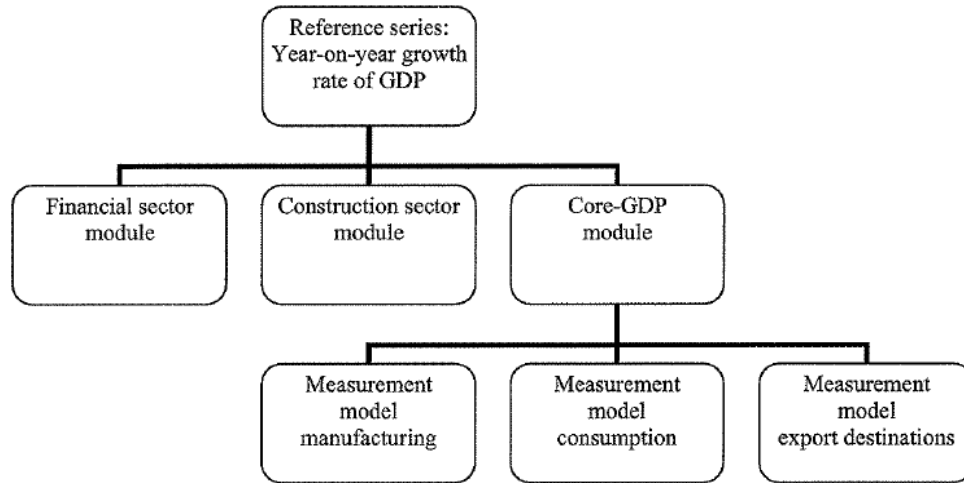 Reference series:
Year-on-year growth
rate of GDP
Financial sector
module
Construction sector
module
Core-GDP
module
Measurement
model
manufacturing
Measurement
model
consumption
Measurement
model
export destinations